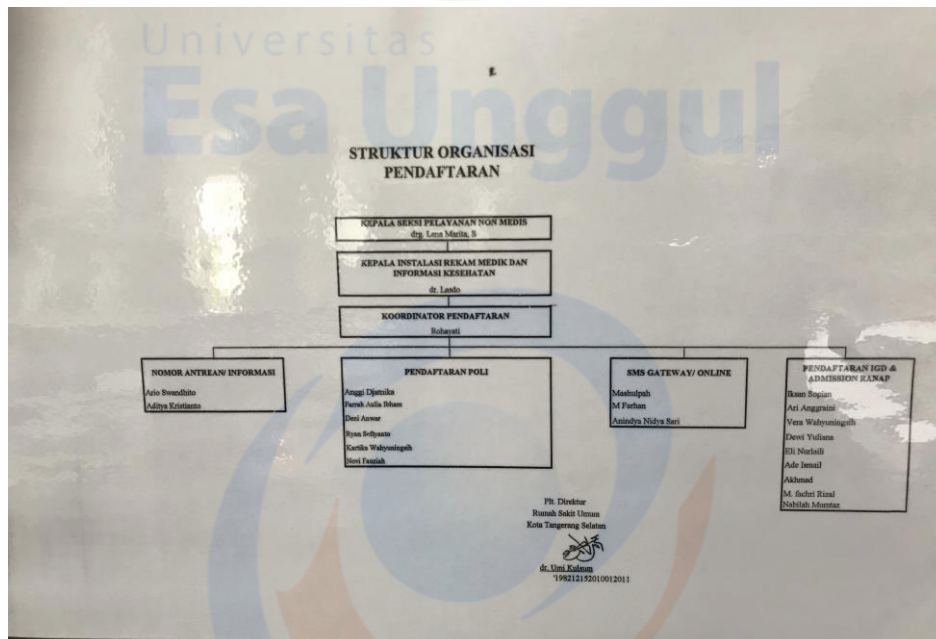 Universitas
Esa Unggul
STRUKTUR ORGANISASI
PENDAFTARAN
KEPALA SEKSI PELAYANAN NON MEDIS
drg. Lena Marita, S
KEPALA INSTALASI REKAM MEDIK DAN
INFORMASI KESEHATAN
dr. Lasdo
KOORDINATOR PENDAFTARAN
Rohayati
NOMOR ANTREAN/ INFORMASI
Ario Swandhito
Aditya Kristianto
PENDAFTARAN POLI
Anggi Djatnika
Farrah Aulia
Deni Anwar
Ryan
Kartika Wahyuningsih
Novi Fauziah
SMS GATEWAY/ ONLINE
Mashulpah
M Farhan
Anindya Nidya Sari
PENDAFTARAN IGD &
ADMISSION RANAP
Iksan Sopian
Ari Anggraini
Vera Wahyuningsih
Dewi Yuliana
Eli Nurlaili
Ade Ismail
Akhmad
M. fachri Rizal
Nabilah Mumtaz
Plt. Direktur
Rumah Sakit Umum
Kota Tangerang Selatan
dr. Umi Kulsum
'198212152010012011